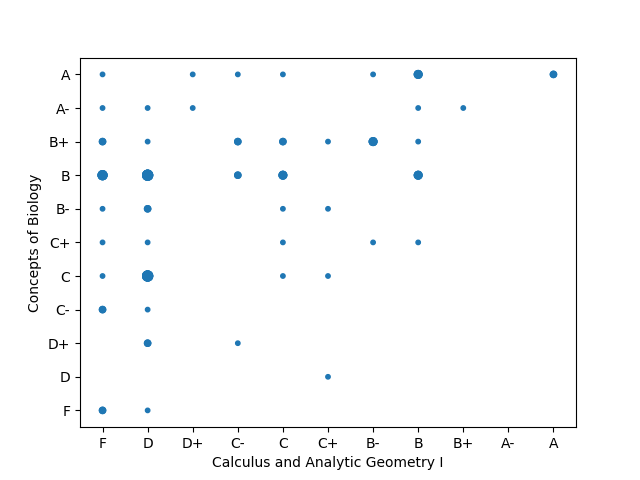 A
A-
B+
B
B-
C+
C
C-
D+
D
F
Concepts of Biology
F D D+ C- C C+ B- B B+ A- A
Calculus and Analytic Geometry I